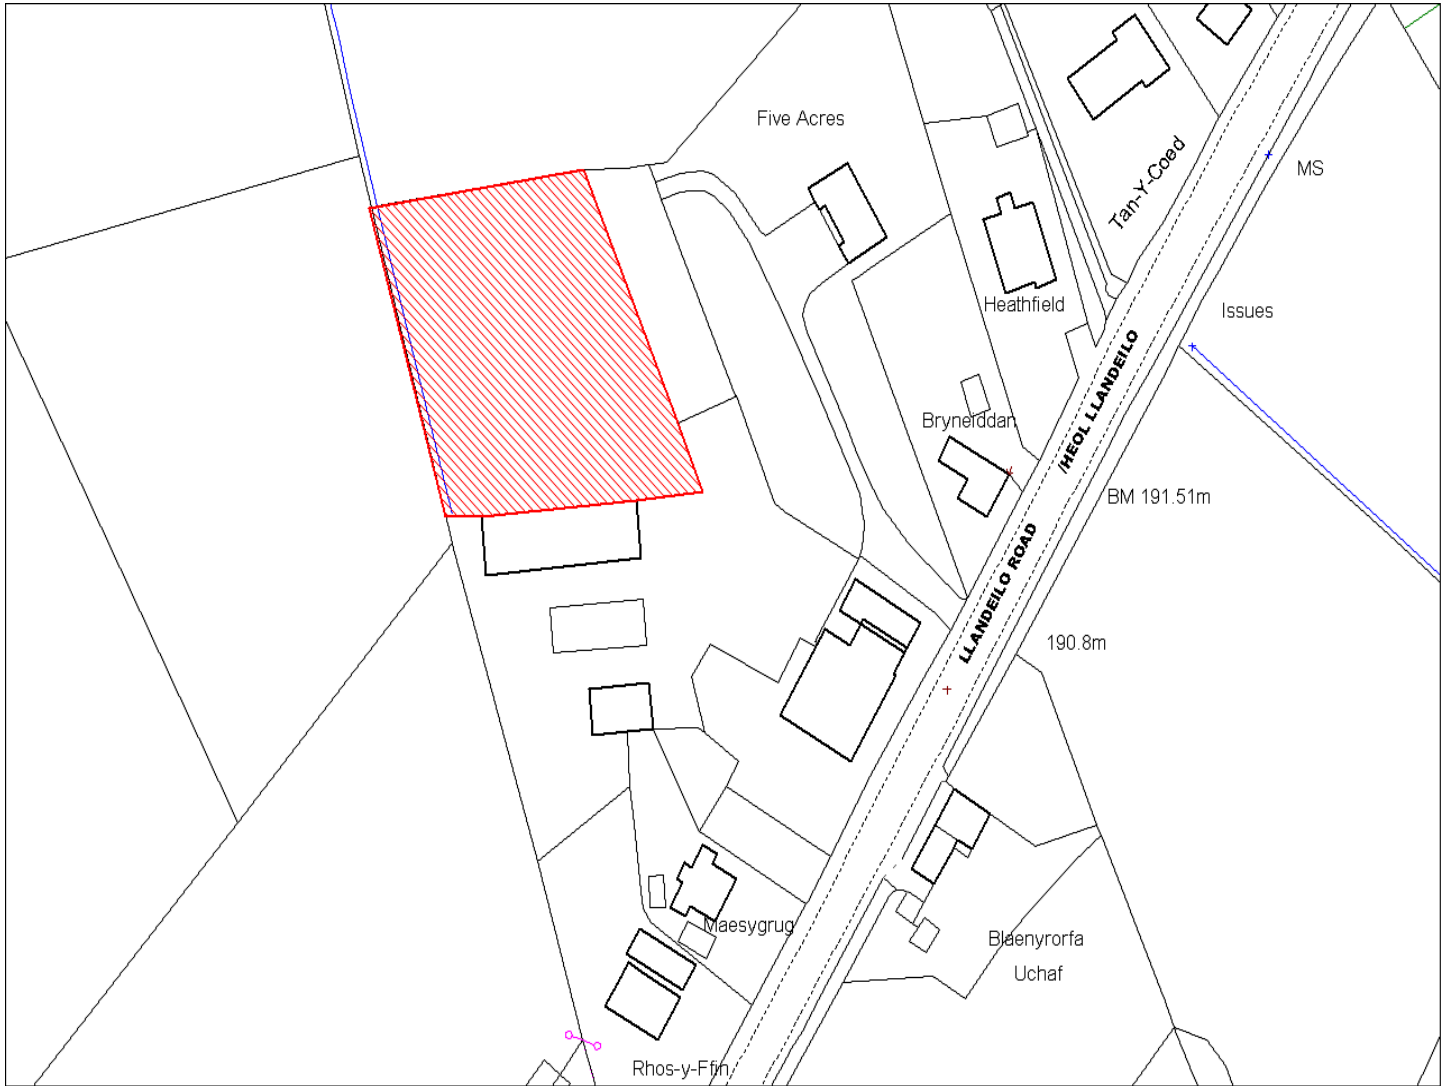 Five Acres
Tan-Y-Coed
MS
Heathfield
Issues
/HEOL LLANDEILO
Bryneiddan
BM 191.51m
LLANDEILO ROAD
190.8m
Maesygrug
Blaenyrorfa
Uchaf
Rhos-y-Ffin